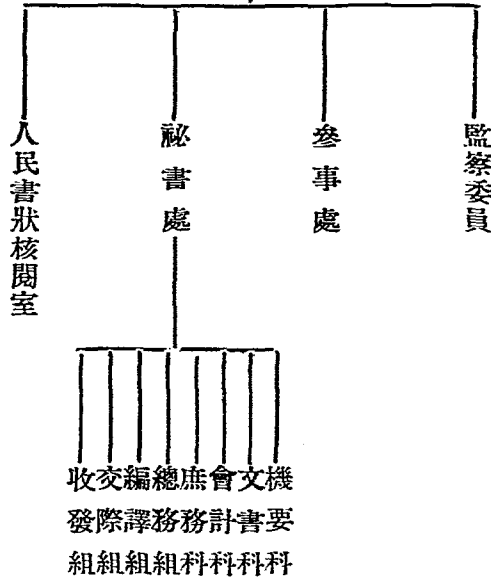 監察委員
參事處
祕書處
人民書狀核閱室
機要科
文書科
會計科
庶務科
總務組
編譯組
交際組
收發組